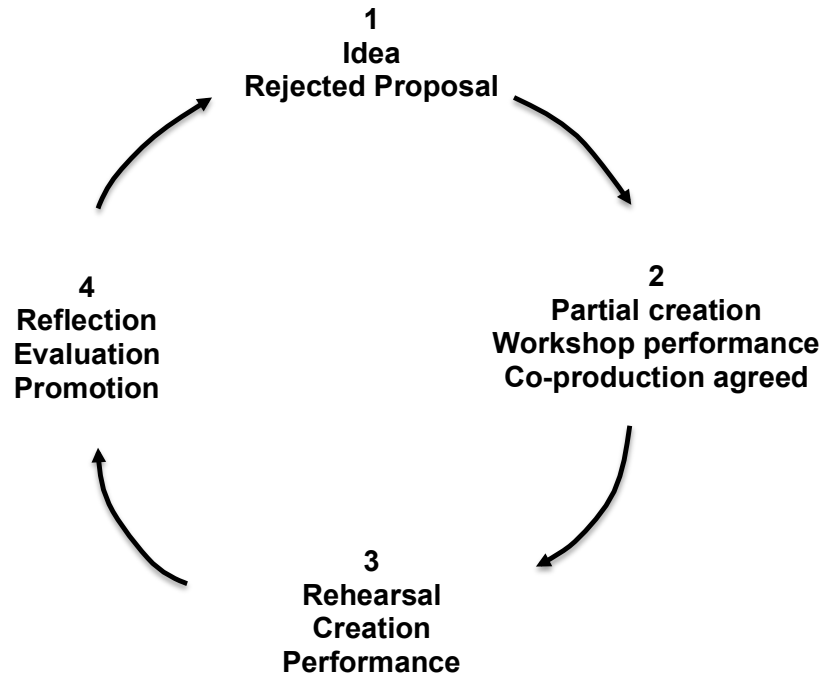 1
Idea
Rejected Proposal
2
Partial creation
Workshop performance
Co-production agreed
3
Rehearsal
Creation
Performance
4
Reflection
Evaluation
Promotion